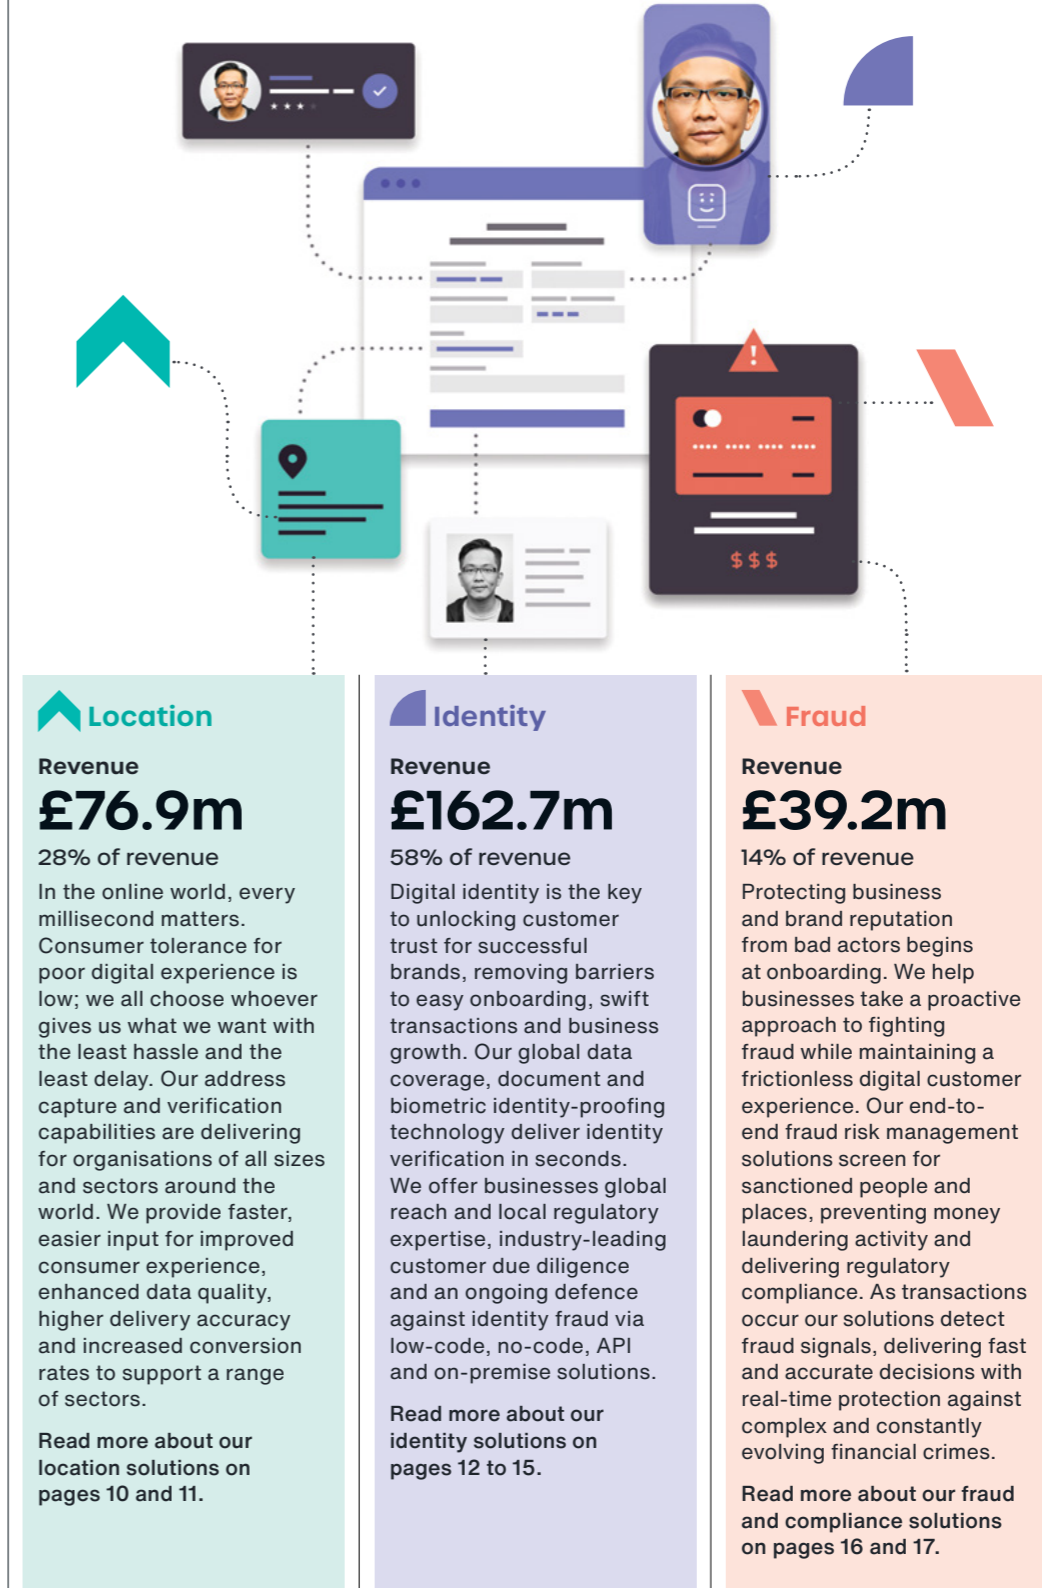 !
$$$
Location
Revenue
£76.9m
28% of revenue
In the online world, every
millisecond matters.
Consumer tolerance for
poor digital experience is
low; we all choose whoever
gives us what we want with
the least hassle and the
least delay. Our address
capture and verification
capabilities are delivering
for organisations of all sizes
and sectors around the
world. We provide faster,
easier input for improved
consumer experience,
enhanced data quality,
higher delivery accuracy
and increased conversion
rates to support a range
of sectors.
Read more about our
location solutions on
pages 10 and 11.
Identity
Revenue
£162.7m
58% of revenue
Digital identity is the key
to unlocking customer
trust for successful
brands, removing barriers
to easy onboarding, swift
transactions and business
growth. Our global data
coverage, document and
biometric identity-proofing
technology deliver identity
verification in seconds.
We offer businesses global
reach and local regulatory
expertise, industry-leading
customer due diligence
and an ongoing defence
against identity fraud via
low-code, no-code, API
and on-premise solutions.
Read more about our
identity solutions on
pages 12 to 15.
Fraud
Revenue
£39.2m
14% of revenue
Protecting business
and brand reputation
from bad actors begins
at onboarding. We help
businesses take a proactive
approach to fighting
fraud while maintaining a
frictionless digital customer
experience. Our end-to-
end fraud risk management
solutions screen for
sanctioned people and
places, preventing money
laundering activity and
delivering regulatory
compliance. As transactions
occur our solutions detect
fraud signals, delivering fast
and accurate decisions with
real-time protection against
complex and constantly
evolving financial crimes.
Read more about our fraud
and compliance solutions
on pages 16 and 17.